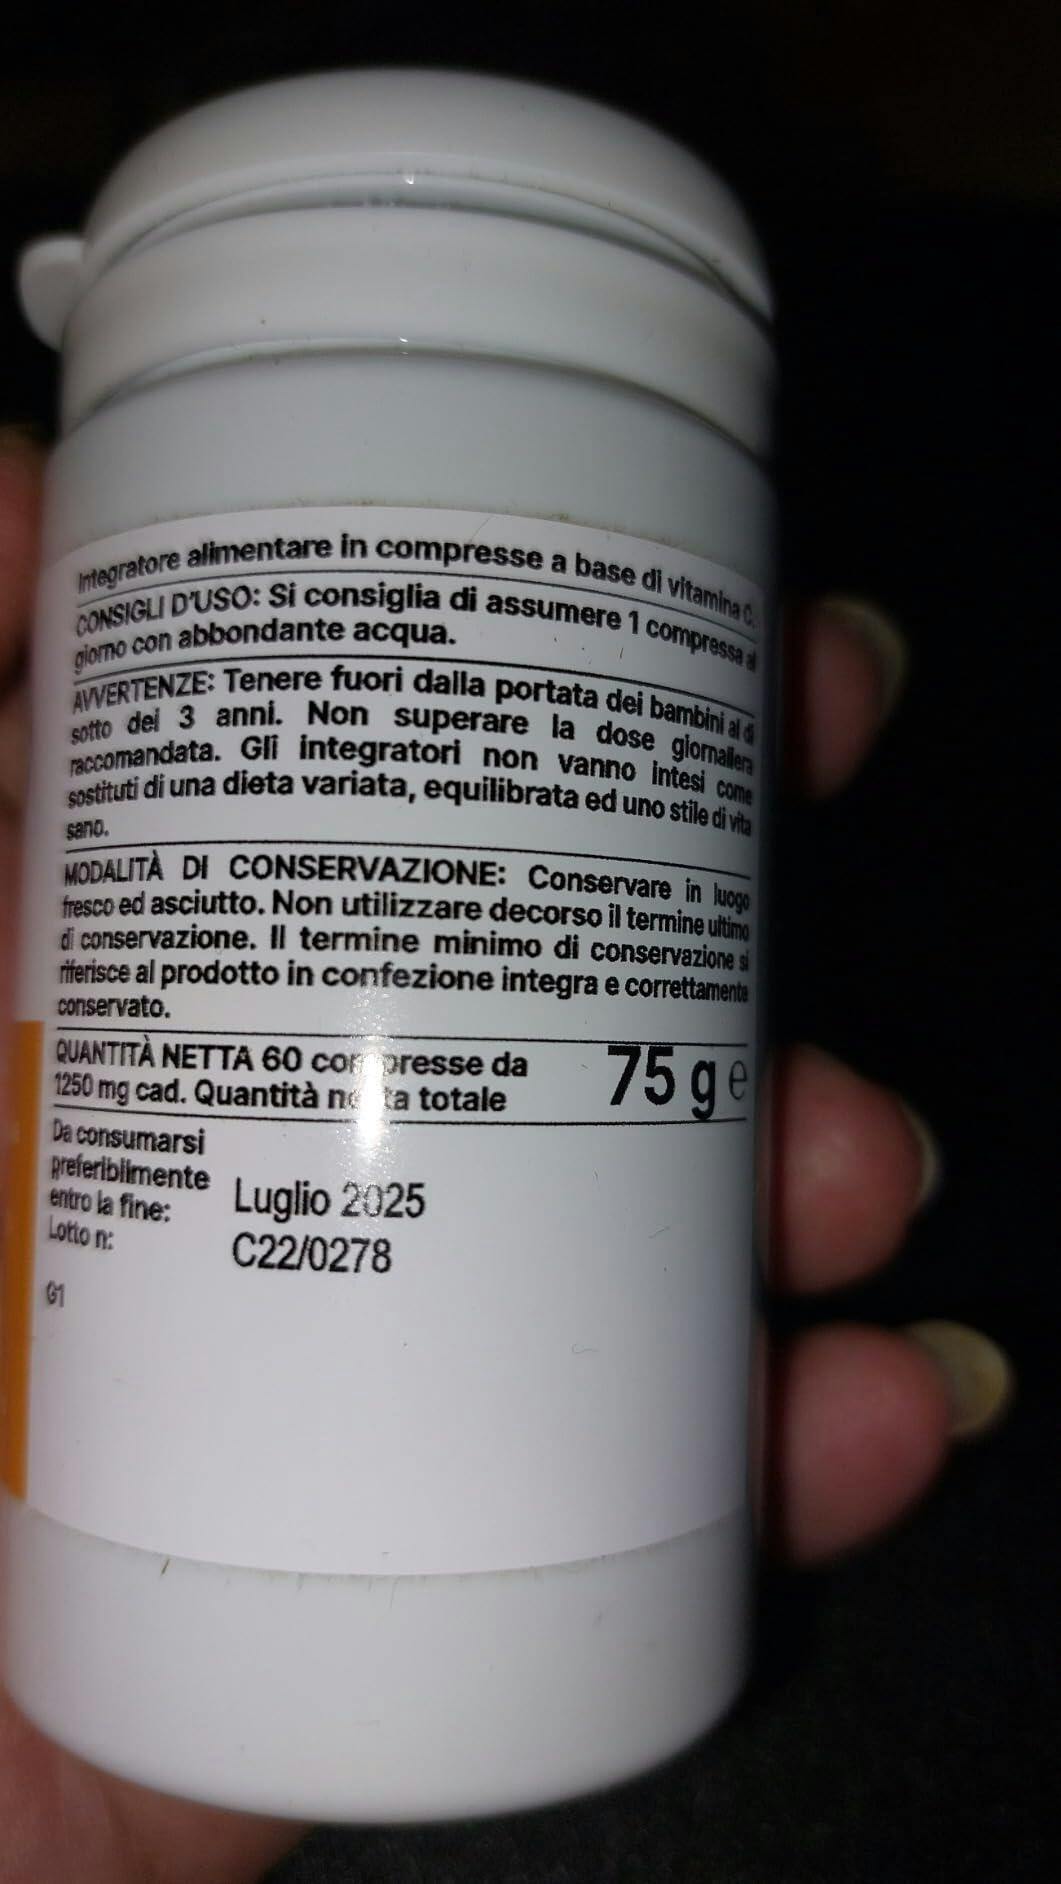 Integratore alimentare in compresse a base di vitamina C.
CONSIGLI D'USO: Si consiglia di assumere 1 compressa al
giorno con abbondante acqua.
AVVERTENZE: Tenere fuori dalla portata dei bambini al di
sotto dei 3 anni. Non superare la dose giornaliera
raccomandata. Gli integratori non vanno intesi come
sostituti di una dieta variata, equilibrata ed uno stile di vita
sano.
MODALITÀ DI CONSERVAZIONE: Conservare in luogo
fresco ed asciutto. Non utilizzare decorso il termine ultimo
di conservazione. Il termine minimo di conservazione si
riferisce al prodotto in confezione integra e correttamente
conservato.
QUANTITÀ NETTA 60 compresse da
1250 mg cad. Quantità netta totale
75 g e
Da consumarsi
preferibilmente
entro la fine:
Luglio 2025
Lotto n:
C22/0278
G1